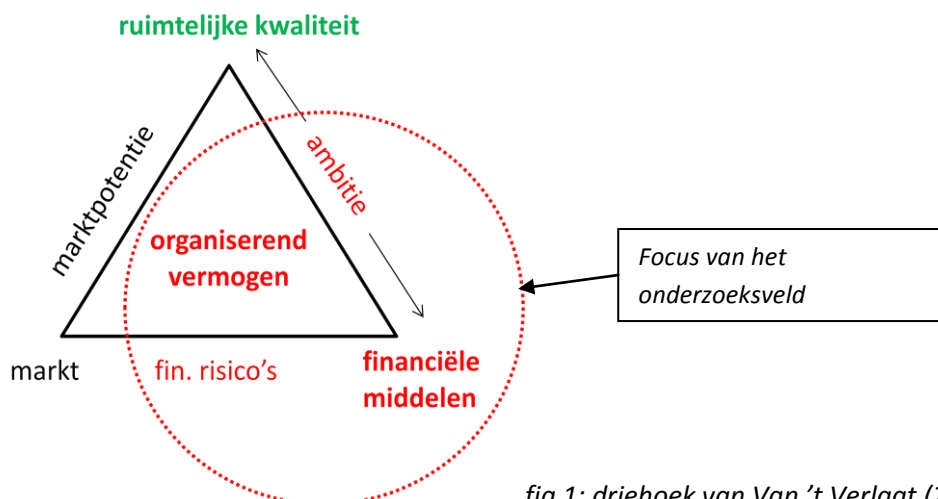 ruimtelijke kwaliteit
marktpotentie
ambitie
organiserend
vermogen
Focus van het
onderzoeksveld
markt
fin. risico's
financiële
middelen
fig 1: driehoek van Van 't Verlaat (